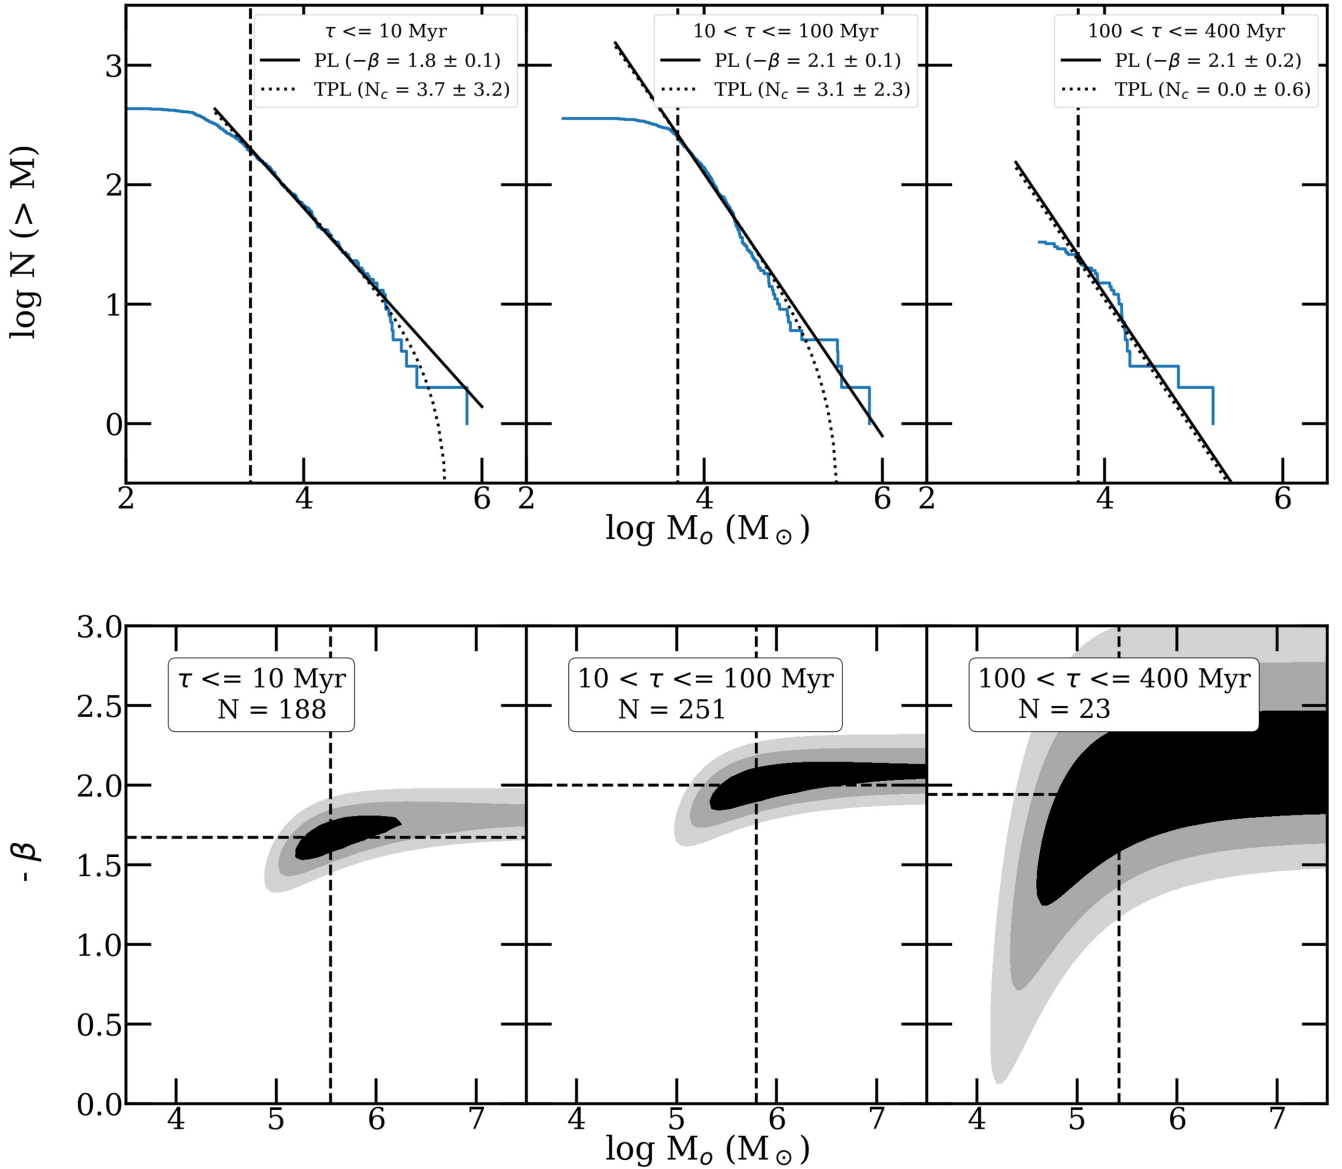 τ <= 10 Myr
PL (−β = 1.8 ± 0.1)
TPL (N_c = 3.7 ± 3.2)
10 < τ <= 100 Myr
PL (−β = 2.1 ± 0.1)
TPL (N_c = 3.1 ± 2.3)
100 < τ <= 400 Myr
PL (−β = 2.1 ± 0.2)
TPL (N_c = 0.0 ± 0.6)
log N (> M)
3
2
1
0
2 4 6 2 4 6 2 4 6
log M_o (M_⊙)
τ <= 10 Myr
N = 188
10 < τ <= 100 Myr
N = 251
100 < τ <= 400 Myr
N = 23
- β
3.0
2.5
2.0
1.5
1.0
0.5
0.0
4 5 6 7 4 5 6 7 4 5 6 7
log M_o (M_⊙)